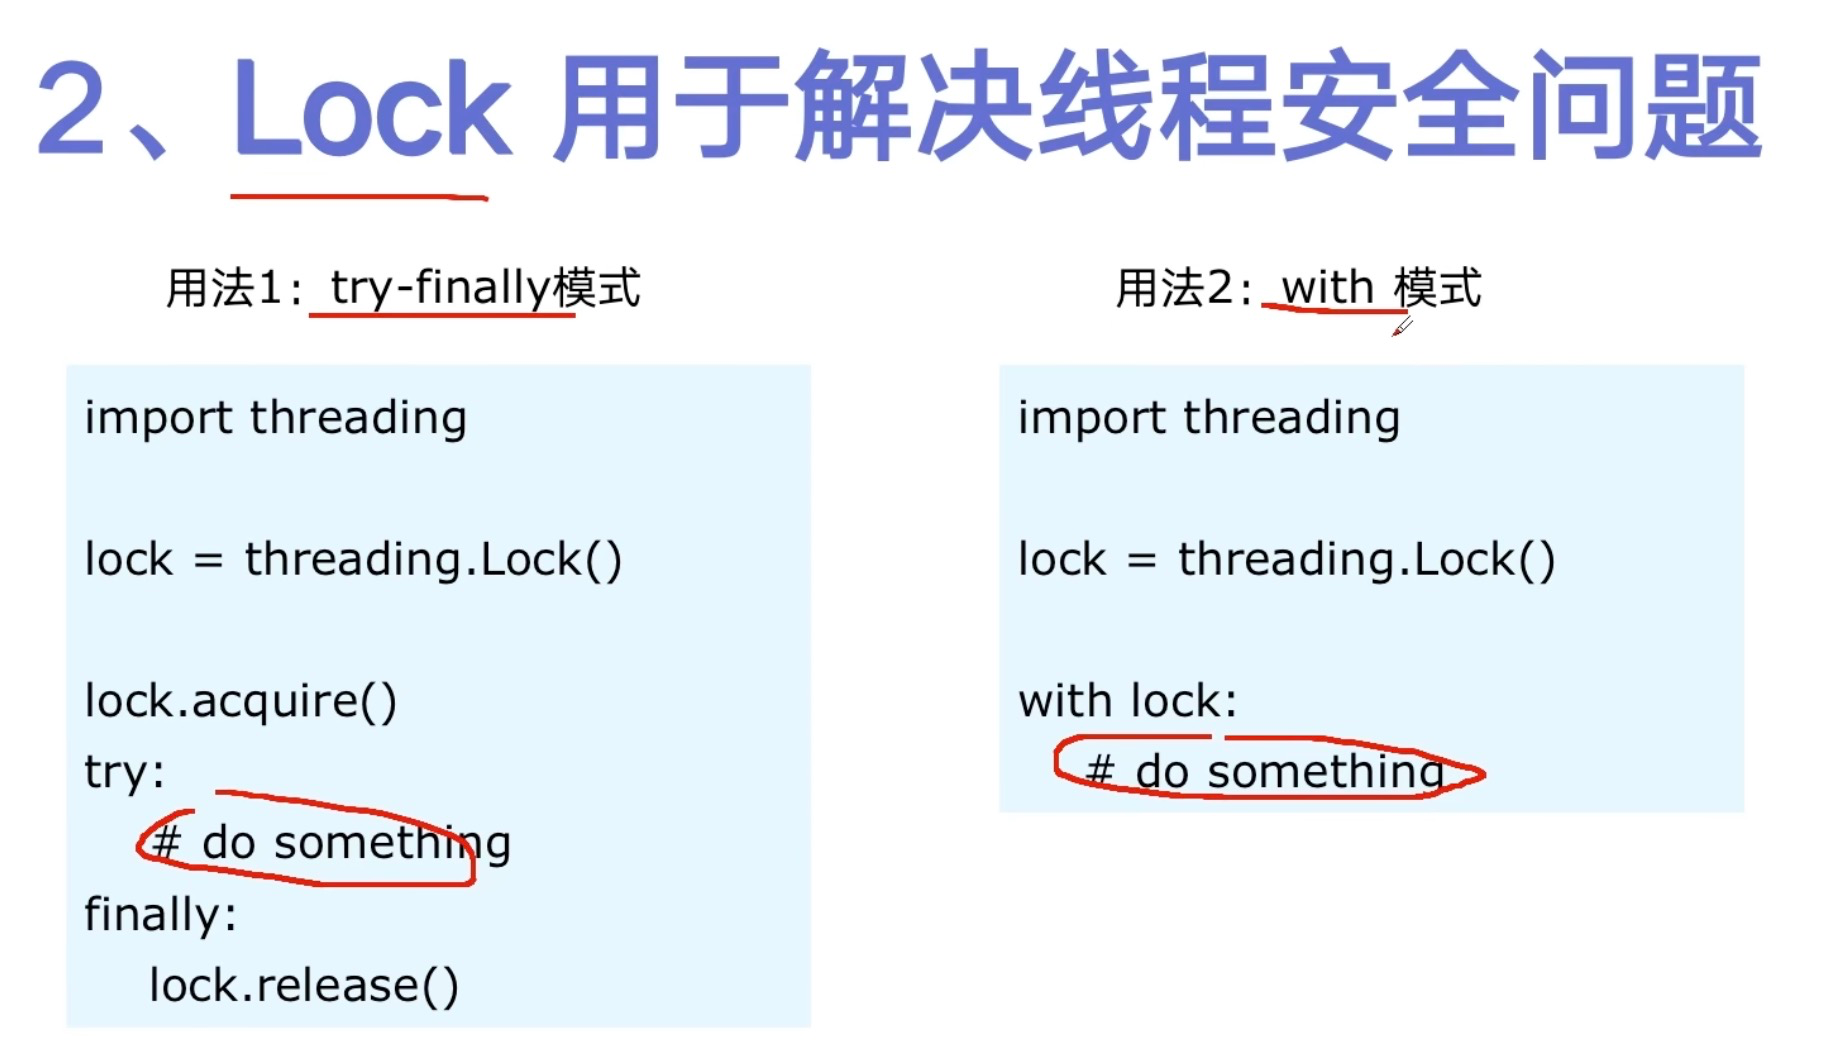 2、Lock 用于解决线程安全问题
用法1: try-finally模式
import threading
lock = threading.Lock()
lock.acquire()
try:
# do something
finally:
lock.release()
用法2: with 模式
import threading
lock = threading.Lock()
with lock:
# do something